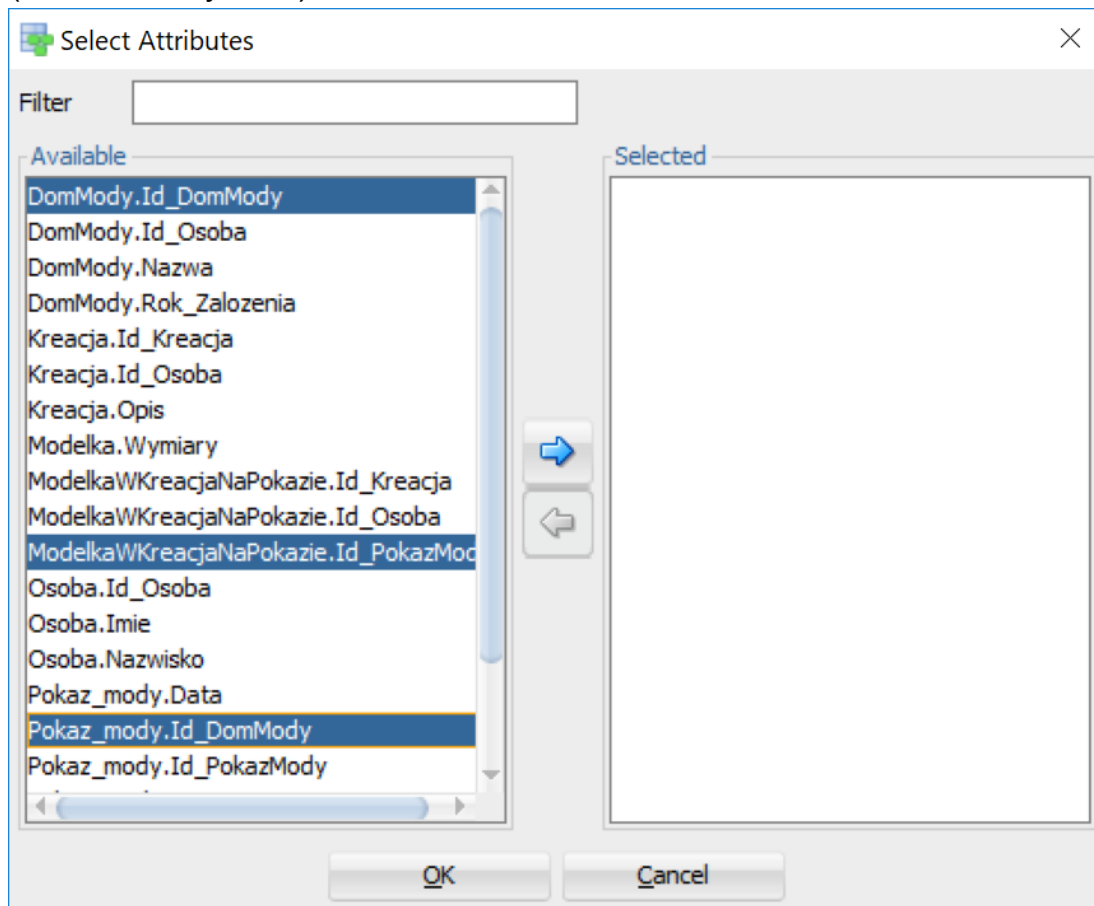 Select Attributes
Filter
Available
Selected
DomMody.Id_DomMody
DomMody.Id_Osoba
DomMody.Nazwa
DomMody.Rok_Zalozenia
Kreacja.Id_Kreacja
Kreacja.Id_Osoba
Kreacja.Opis
Modelka.Wymiary
ModelkaWKreacjaNaPokazie.Id_Kreacja
ModelkaWKreacjaNaPokazie.Id_Osoba
ModelkaWKreacjaNaPokazie.Id_PokazMod
Osoba.Id_Osoba
Osoba.Imie
Osoba.Nazwisko
Pokaz_mody.Data
Pokaz_mody.Id_DomMody
Pokaz_mody.Id_PokazMody
OK
Cancel